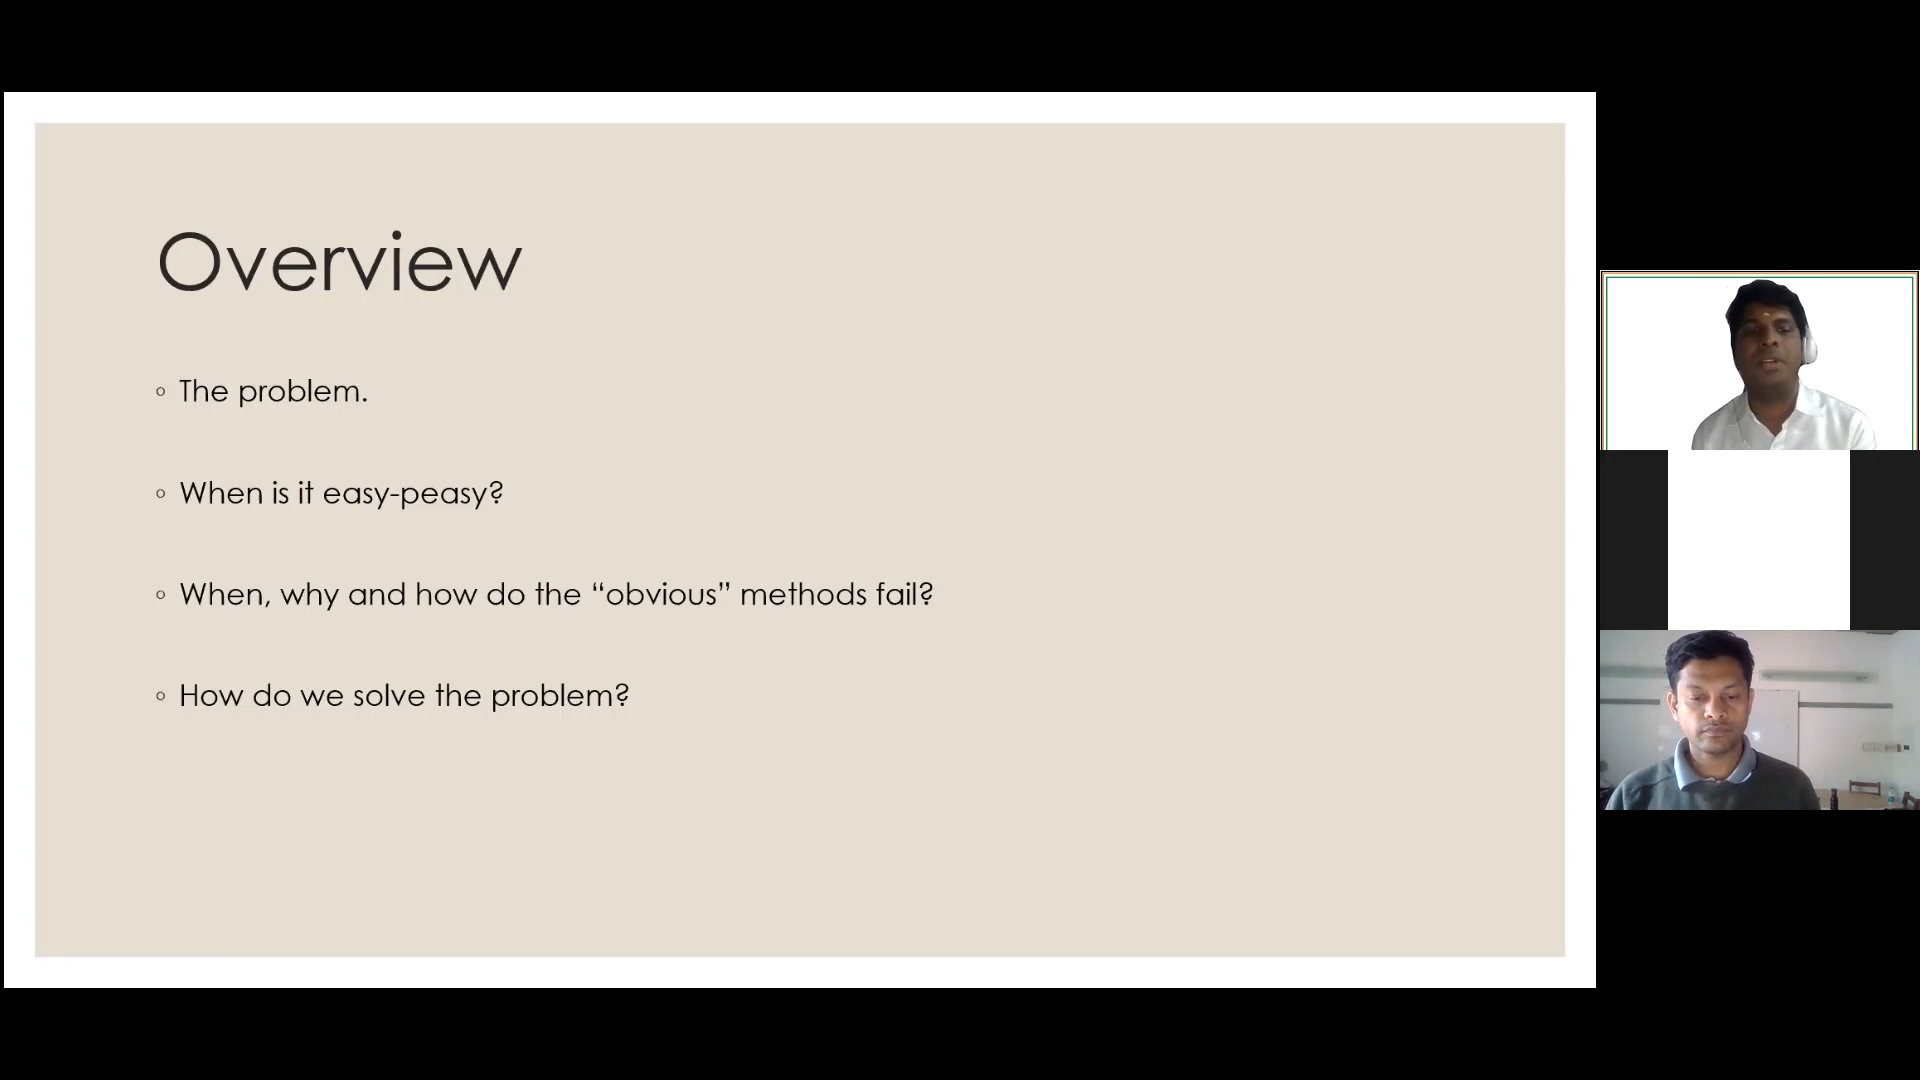 Overview
◦ The problem.
◦ When is it easy-peasy?
◦ When, why and how do the “obvious” methods fail?
◦ How do we solve the problem?